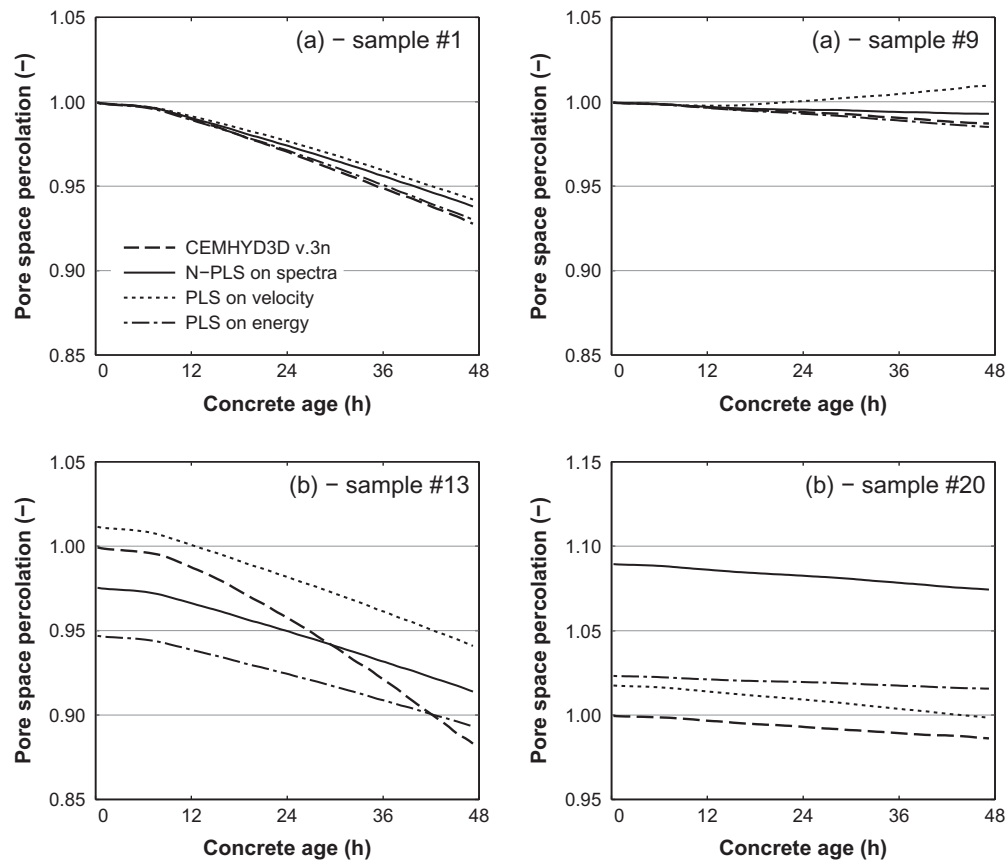 (a) − sample #1
Pore space percolation (−)
1.05
1.00
0.95
0.90
0.85
CEMHYD3D v.3n
N−PLS on spectra
PLS on velocity
PLS on energy
0 12 24 36 48
Concrete age (h)
(a) − sample #9
Pore space percolation (−)
1.05
1.00
0.95
0.90
0.85
0 12 24 36 48
Concrete age (h)
(b) − sample #13
Pore space percolation (−)
1.05
1.00
0.95
0.90
0.85
0 12 24 36 48
Concrete age (h)
(b) − sample #20
Pore space percolation (−)
1.15
1.10
1.05
1.00
0.95
0 12 24 36 48
Concrete age (h)